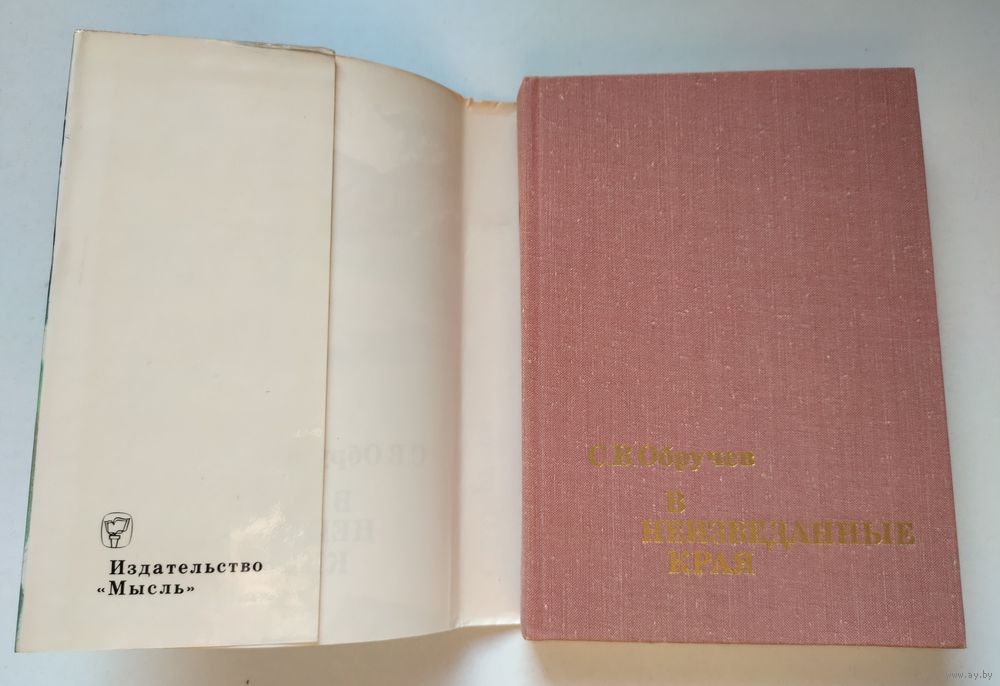 Издательство
«Мысль»
С.В.Обручев
В
НЕИЗВЕДАННЫЕ
КРАЯ
www.ay.by